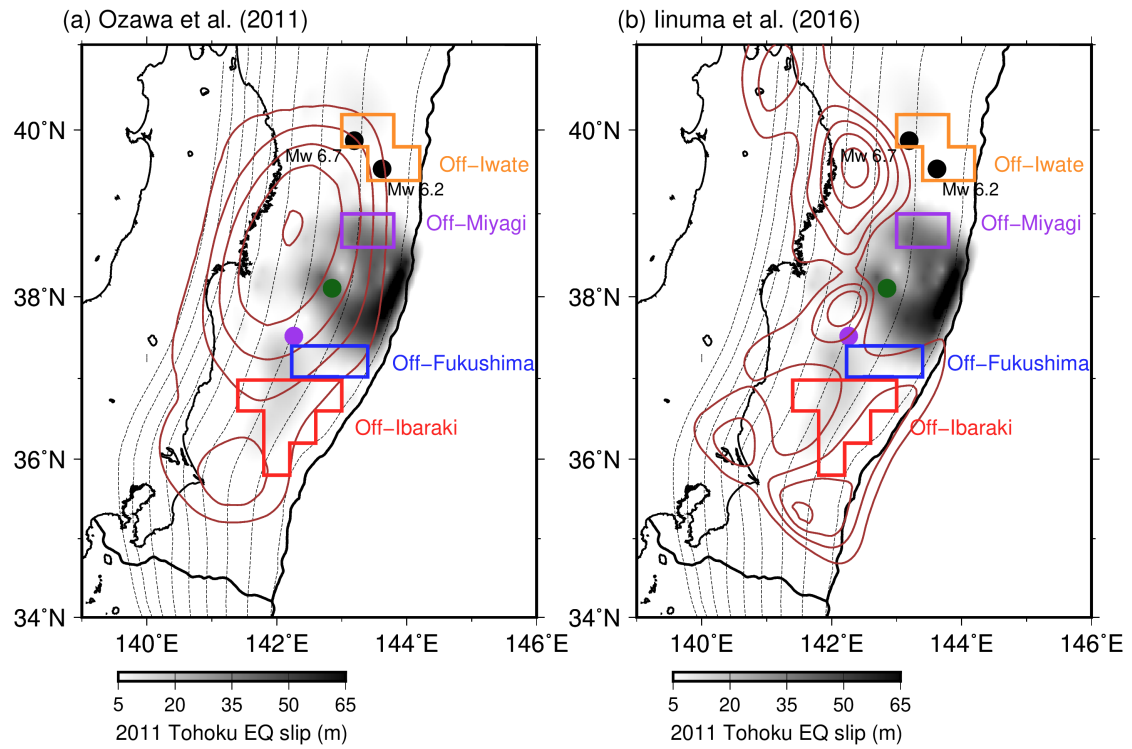 (a) Ozawa et al. (2011)
40˚N
38˚N
36˚N
34˚N
Mw 6.7
Mw 6.2
Off−Iwate
Off−Miyagi
Off−Fukushima
Off−Ibaraki
140˚E
142˚E
144˚E
146˚E
5 20 35 50 65
2011 Tohoku EQ slip (m)
(b) Iinuma et al. (2016)
40˚N
38˚N
36˚N
34˚N
Mw 6.7
Mw 6.2
Off−Iwate
Off−Miyagi
Off−Fukushima
Off−Ibaraki
140˚E
142˚E
144˚E
146˚E
5 20 35 50 65
2011 Tohoku EQ slip (m)